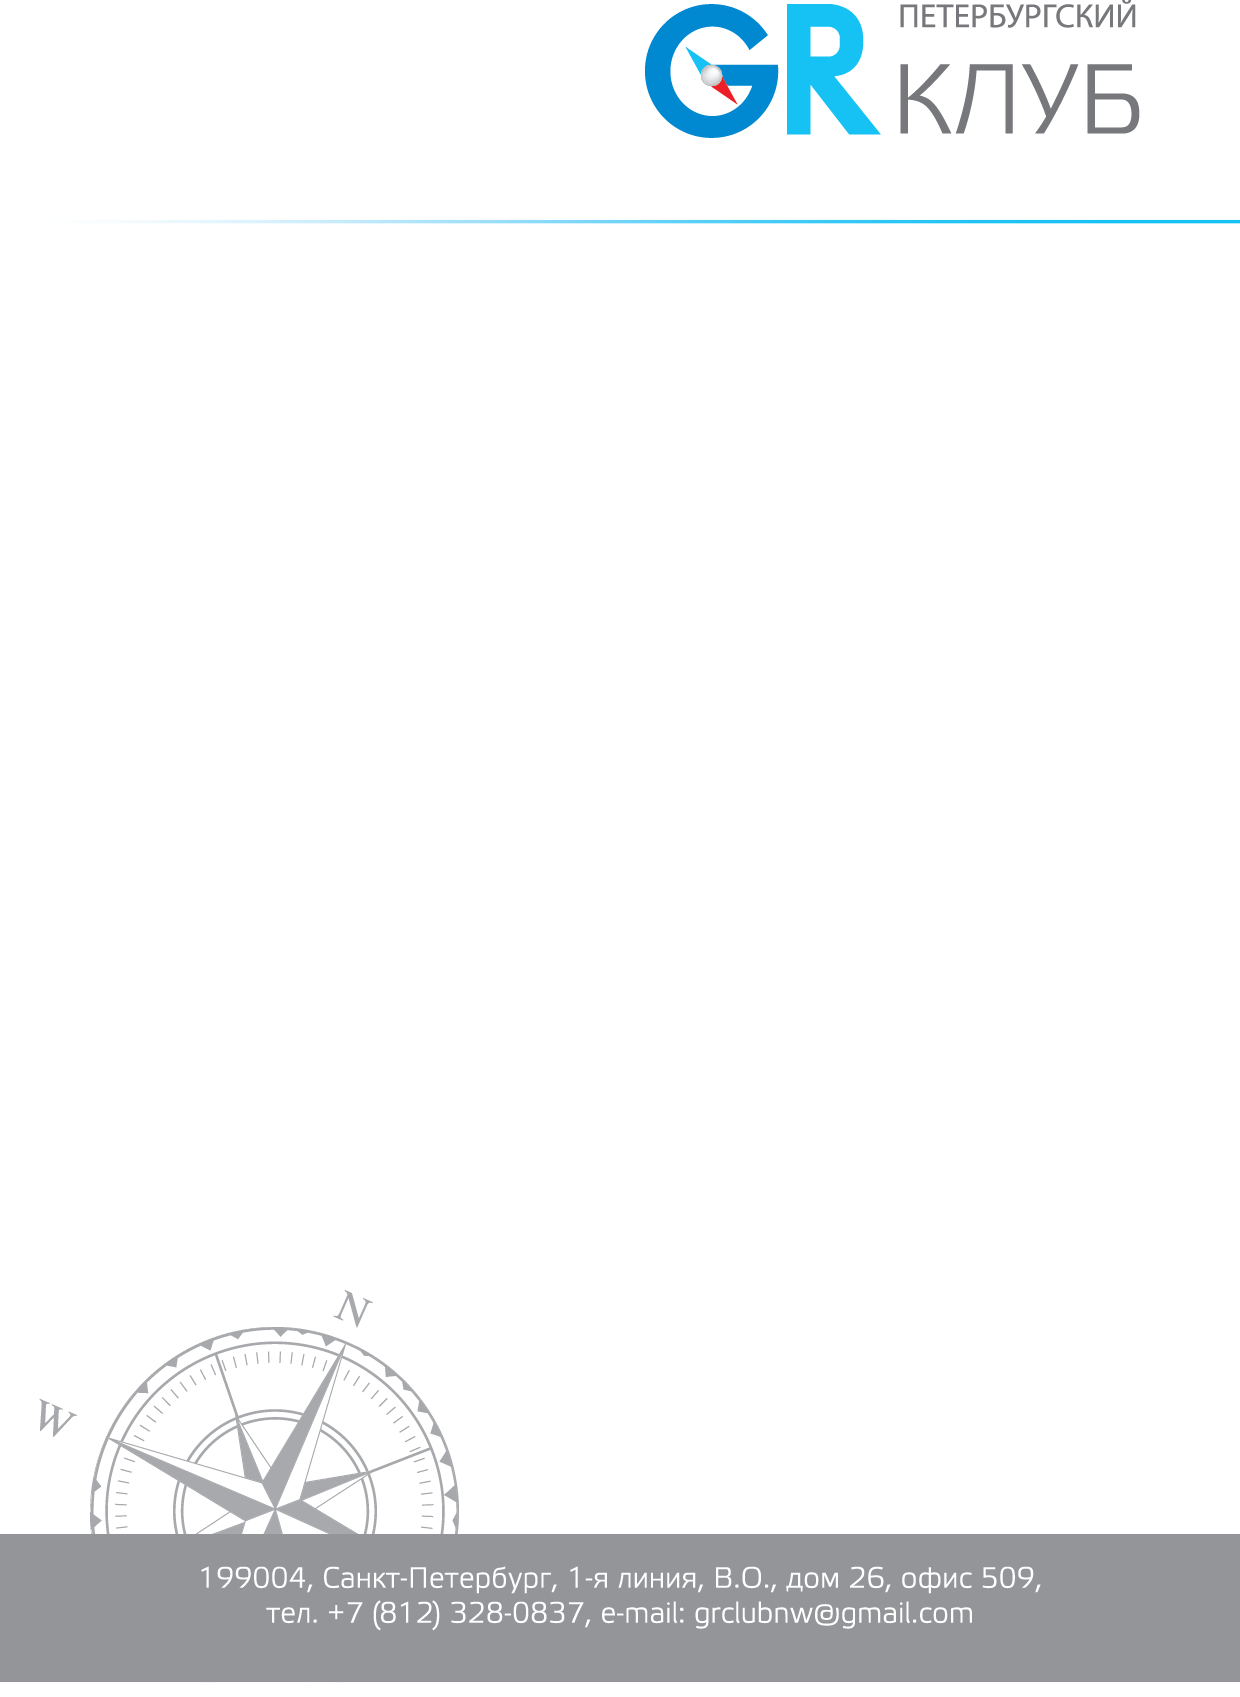 ПЕТЕРБУРГСКИЙ
GR КЛУБ
N
W
199004, Санкт-Петербург, 1-я линия, В.О., дом 26, офис 509,
тел. +7 (812) 328-0837, e-mail: grclubnw@gmail.com